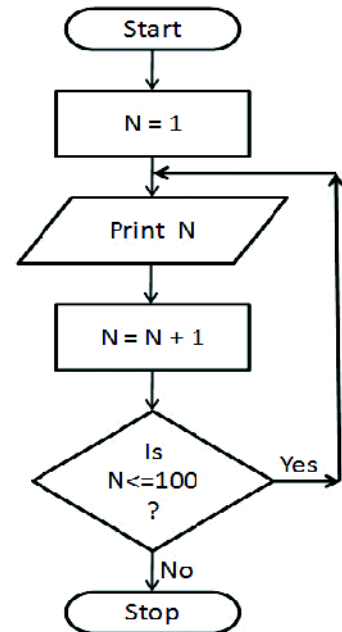 Start
N = 1
Print N
N = N + 1
Is
N<=100
?
Yes
No
Stop